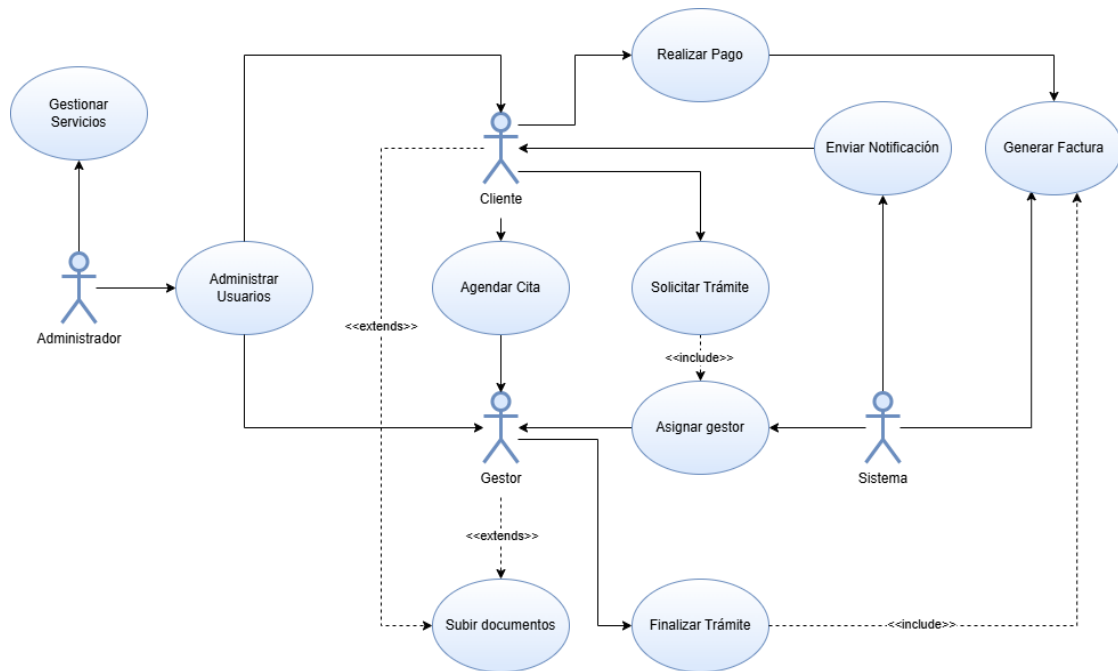 Realizar Pago
Gestionar
Servicios
Enviar Notificación
Generar Factura
Cliente
Administrar
Usuarios
Agendar Cita
Solicitar Trámite
Administrador
<<extends>>
<<include>>
Asignar gestor
Gestor
Sistema
<<extends>>
Subir documentos
Finalizar Trámite
<<include>>